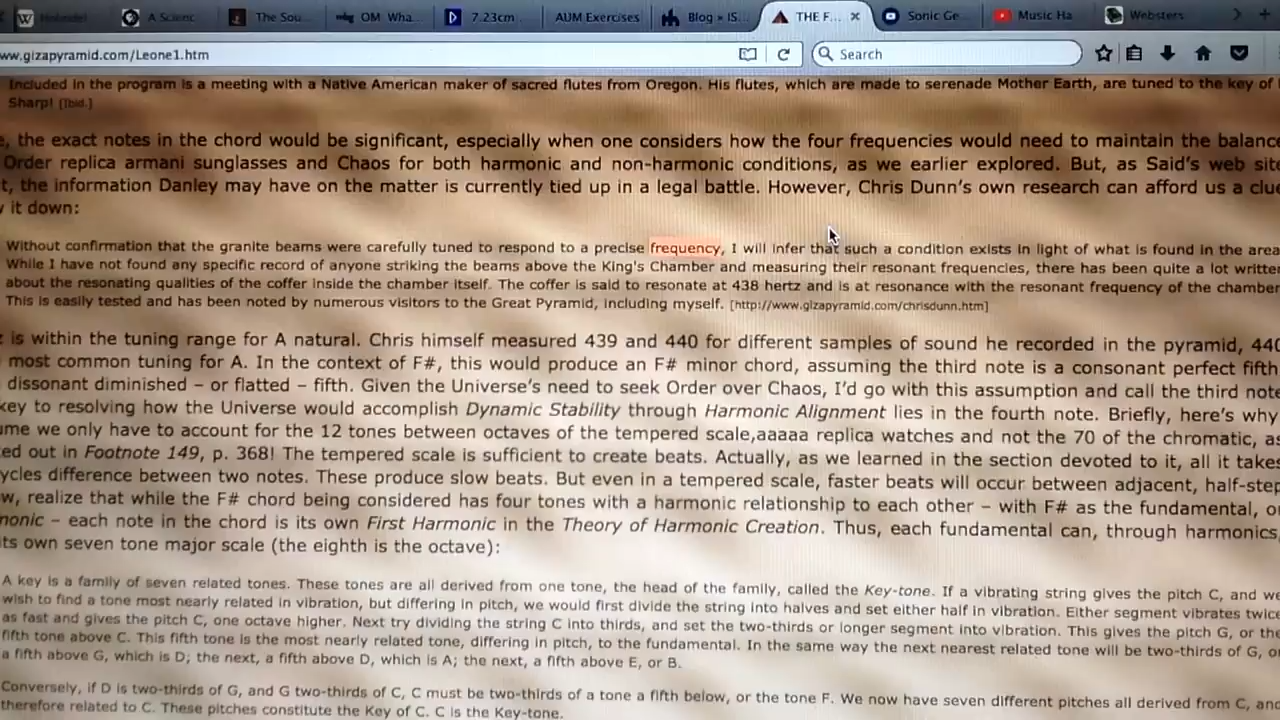 A Scienc
The Sou
OM Wha...
7.23cm
AUM Exercises
Blog » IS...
THE F...
Sonic Ge
Music Ha
Websters
ww.gizapyramid.com/Leone1.htm
Search
Included in the program is a meeting with a Native American maker of sacred flutes from Oregon. His flutes, which are made to serenade Mother Earth, are tuned to the key of
Sharp! [Ibid.]
the exact notes in the chord would be significant, especially when one considers how the four frequencies would need to maintain the balance
Order replica armani sunglasses and Chaos for both harmonic and non-harmonic conditions, as we earlier explored. But, as Said's web site
t, the information Danley may have on the matter is currently tied up in a legal battle. However, Chris Dunn's own research can afford us a clue
it down:
Without confirmation that the granite beams were carefully tuned to respond to a precise frequency, I will infer that such a condition exists in light of what is found in the area
While I have not found any specific record of anyone striking the beams above the King's Chamber and measuring their resonant frequencies, there has been quite a lot written
about the resonating qualities of the coffer inside the chamber itself. The coffer is said to resonate at 438 hertz and is at resonance with the resonant frequency of the chamber
This is easily tested and has been noted by numerous visitors to the Great Pyramid, including myself. [http://www.gizapyramid.com/chrisdunn.htm]
is within the tuning range for A natural. Chris himself measured 439 and 440 for different samples of sound he recorded in the pyramid, 440
most common tuning for A. In the context of F#, this would produce an F# minor chord, assuming the third note is a consonant perfect fifth
dissonant diminished – or flatted – fifth. Given the Universe's need to seek Order over Chaos, I'd go with this assumption and call the third note
key to resolving how the Universe would accomplish Dynamic Stability through Harmonic Alignment lies in the fourth note. Briefly, here's why
ume we only have to account for the 12 tones between octaves of the tempered scale,aaaaa replica watches and not the 70 of the chromatic, as
ed out in Footnote 149, p. 368! The tempered scale is sufficient to create beats. Actually, as we learned in the section devoted to it, all it takes
ycles difference between two notes. These produce slow beats. But even in a tempered scale, faster beats will occur between adjacent, half-step
w, realize that while the F# chord being considered has four tones with a harmonic relationship to each other – with F# as the fundamental, or
monic – each note in the chord is its own First Harmonic in the Theory of Harmonic Creation. Thus, each fundamental can, through harmonics,
its own seven tone major scale (the eighth is the octave):
A key is a family of seven related tones. These tones are all derived from one tone, the head of the family, called the Key-tone. If a vibrating string gives the pitch C, and we
wish to find a tone most nearly related in vibration, but differing in pitch, we would first divide the string into halves and set either half in vibration. Either segment vibrates twice
as fast and gives the pitch C, one octave higher. Next try dividing the string C into thirds, and set the two-thirds or longer segment into vibration. This gives the pitch G, or the
fifth tone above C. This fifth tone is the most nearly related tone, differing in pitch, to the fundamental. In the same way the next nearest related tone will be two-thirds of G, or
a fifth above G, which is D; the next, a fifth above D, which is A; the next, a fifth above E, or B.
Conversely, if D is two-thirds of G, and G two-thirds of C, C must be two-thirds of a tone a fifth below, or the tone F. We now have seven different pitches all derived from C, and
therefore related to C. These pitches constitute the Key of C. C is the Key-tone.